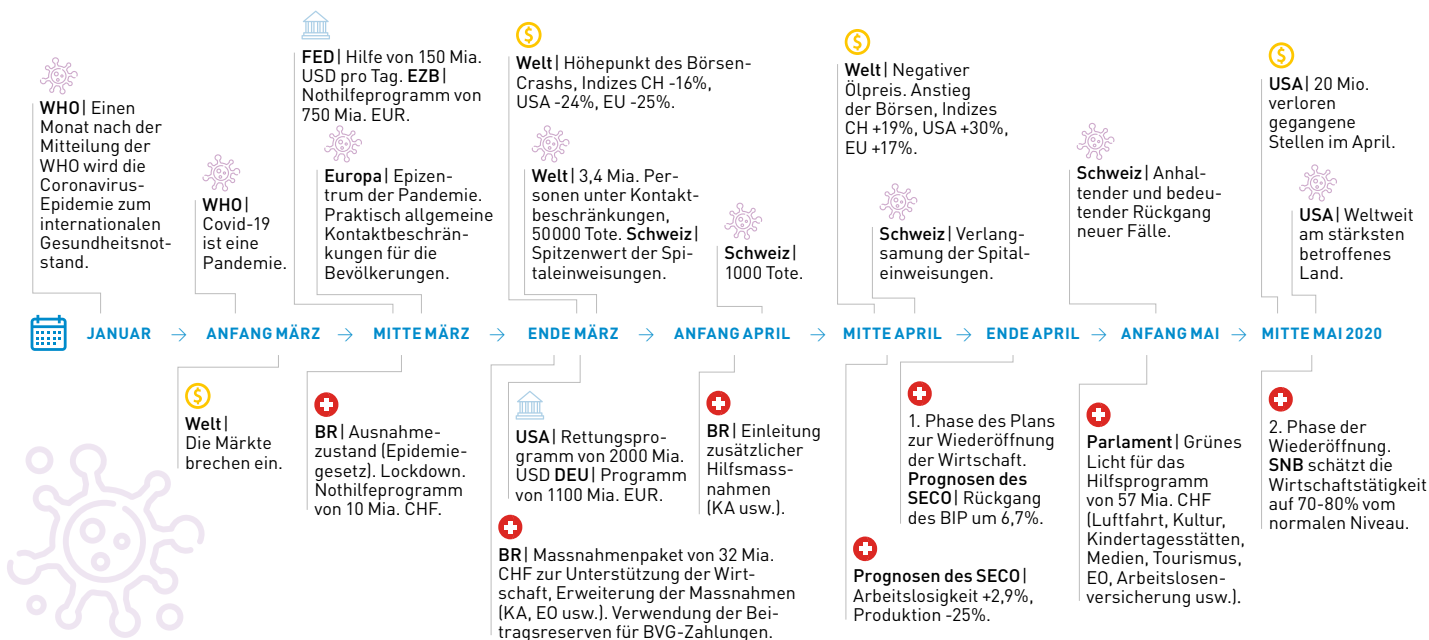 WHO| Einen
Monat nach der
Mitteilung der
WHO wird die
Coronavirus-
Epidemie zum
internationalen
Gesundheitsnot-
stand.
WHO|
Covid-19
ist eine
Pandemie.
FED| Hilfe von 150 Mia.
USD pro Tag. EZB|
Nothilfeprogramm von
750 Mia. EUR.
Europa| Epizen-
trum der Pandemie.
Praktisch allgemeine
Kontaktbeschrän-
kungen für die
Bevölkerungen.
Welt| Höhepunkt des Börsen-
Crashs, Indizes CH -16%,
USA -24%, EU -25%.
Welt| 3,4 Mia. Per-
sonen unter Kontakt-
beschränkungen,
50000 Tote. Schweiz|
Spitzenwert der Spi-
taleinweisungen.
Schweiz|
1000 Tote.
Welt| Negativer
Ölpreis. Anstieg
der Börsen, Indizes
CH +19%, USA +30%,
EU +17%.
Schweiz| Verlang-
samung der Spital-
einweisungen.
Schweiz| Anhal-
tender und bedeu-
tender Rückgang
neuer Fälle.
USA| 20 Mio.
verloren
gegangene
Stellen im April.
USA| Weltweit
am stärksten
betroffenes
Land.
JANUAR → ANFANG MÄRZ → MITTE MÄRZ → ENDE MÄRZ → ANFANG APRIL → MITTE APRIL → ENDE APRIL → ANFANG MAI → MITTE MAI 2020
Welt|
Die Märkte
brechen ein.
BR| Ausnahme-
zustand (Epidemie-
gesetz). Lockdown.
Nothilfeprogramm
von 10 Mia. CHF.
USA| Rettungspro-
gramm von 2000 Mia.
USD DEU| Programm
von 1100 Mia. EUR.
BR| Massnahmenpaket von 32 Mia.
CHF zur Unterstützung der Wirt-
schaft, Erweiterung der Massnahmen
(KA, EO usw.). Verwendung der Bei-
tragsreserven für BVG-Zahlungen.
BR| Einleitung
zusätzlicher
Hilfsmass-
nahmen
(KA usw.).
Prognosen des SECO|
Arbeitslosigkeit +2,9%,
Produktion -25%.
1. Phase des Plans
zur Wiederöffnung
der Wirtschaft.
Prognosen des
SECO| Rückgang
des BIP um 6,7%.
Parlament| Grünes
Licht für das
Hilfsprogramm
von 57 Mia. CHF
(Luftfahrt, Kultur,
Kindertagesstätten,
Medien, Tourismus,
EO, Arbeitslosen-
versicherung usw.).
2. Phase der
Wiederöffnung.
SNB schätzt die
Wirtschaftstätigkeit
auf 70-80% vom
normalen Niveau.